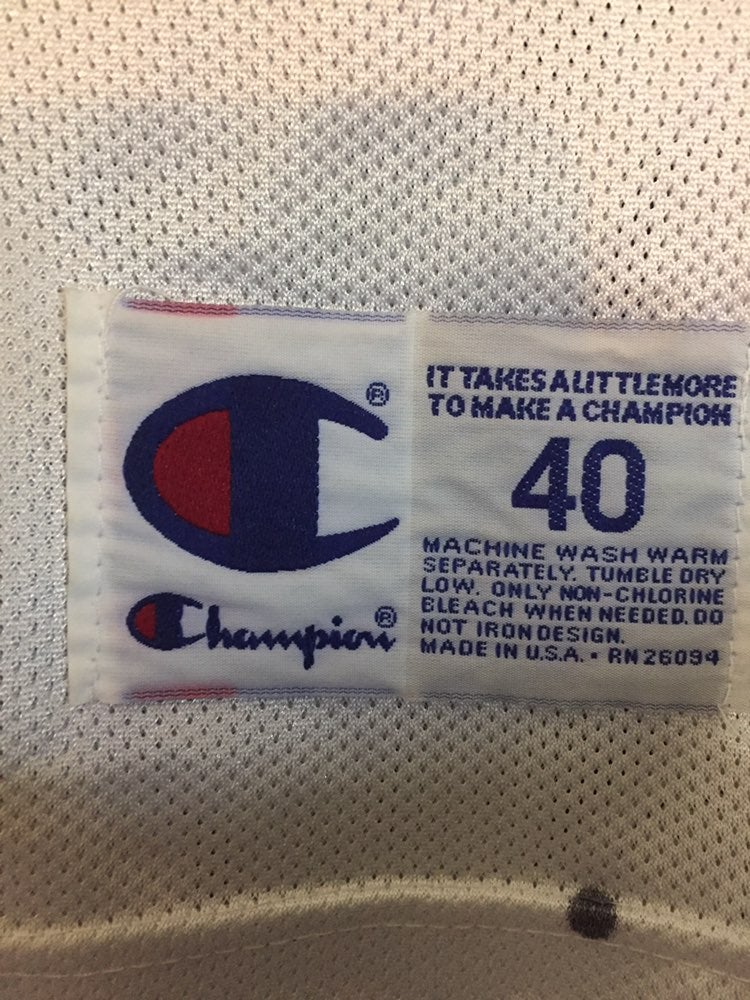 ®
Champion®
IT TAKES A LITTLE MORE
TO MAKE A CHAMPION
40
MACHINE WASH WARM
SEPARATELY. TUMBLE DRY
LOW. ONLY NON-CHLORINE
BLEACH WHEN NEEDED. DO
NOT IRON DESIGN.
MADE IN U.S.A. • RN 26094